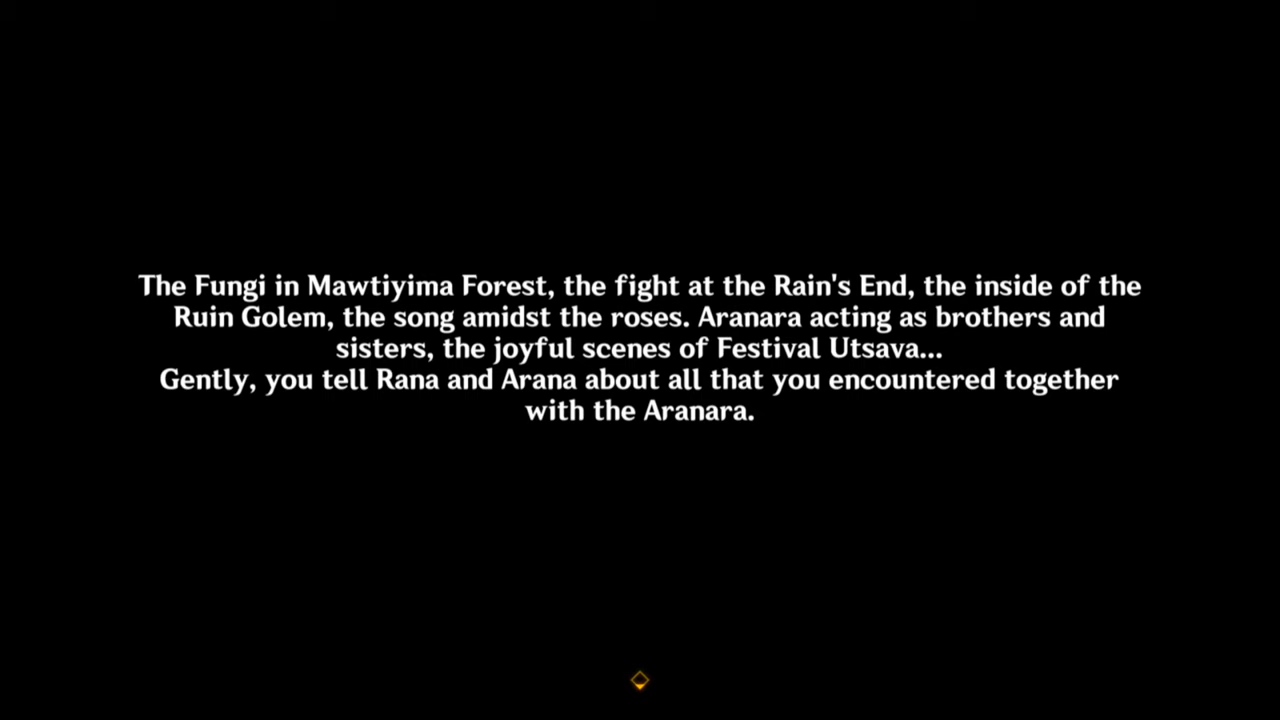 The Fungi in Mawtiyima Forest, the fight at the Rain's End, the inside of the
Ruin Golem, the song amidst the roses. Aranara acting as brothers and
sisters, the joyful scenes of Festival Utsava...
Gently, you tell Rana and Arana about all that you encountered together
with the Aranara.